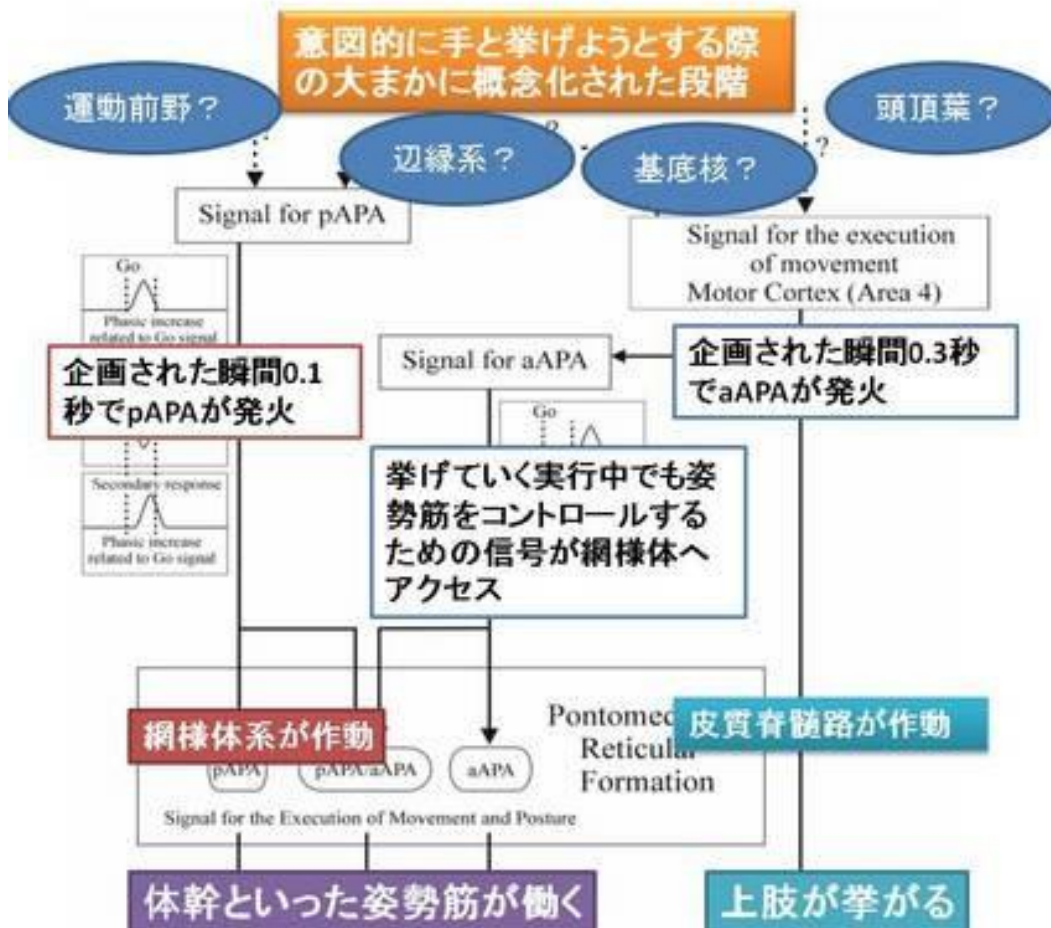 意図的に手と挙げようとする際
の大まかに概念化された段階
運動前野？
頭頂葉？
辺縁系？
?
基底核？
?
Signal for pAPA
Signal for the execution
of movement
Motor Cortex (Area 4)
Go
Phasic increase
related to Go signal
企画された瞬間0.1
秒でpAPAが発火
Signal for aAPA
企画された瞬間0.3秒
でaAPAが発火
Go
挙げていく実行中でも姿
勢筋をコントロールする
ための信号が網様体へ
アクセス
Secondary response
Phasic increase
related to Go signal
網様体系が作動
Reticular
Formation
皮質脊髄路が作動
pAPA
pAPA/aAPA
aAPA
Signal for the Execution of Movement and Posture
体幹といった姿勢筋が働く
上肢が挙がる